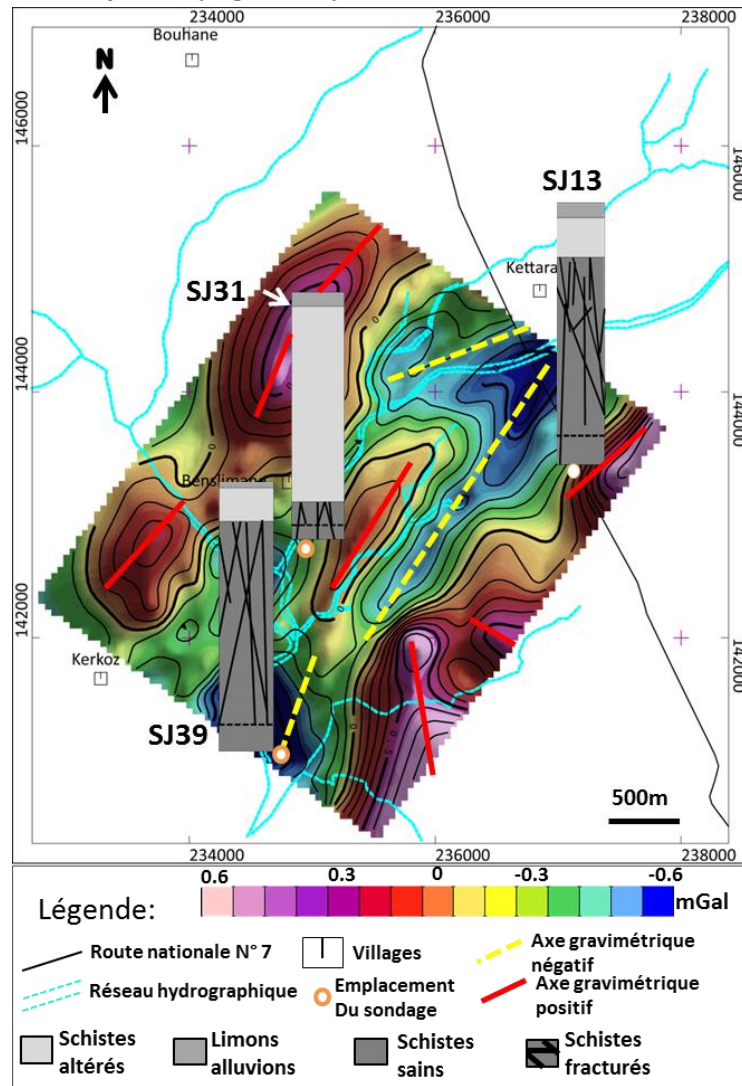 234000 236000 238000
Bouhane
N
146000
146000
SJ13
Kettara
SJ31
144000
144000
Benslimane
142000
142000
Kerkoz
SJ39
500m
234000 236000 238000
0.6 0.3 0 -0.3 -0.6
mGal
Légende:
Route nationale N° 7
Villages
Axe gravimétrique
négatif
Réseau hydrographique
Emplacement
Du sondage
Axe gravimétrique
positif
Schistes
altérés
Limons
alluvions
Schistes
sains
Schistes
fracturés